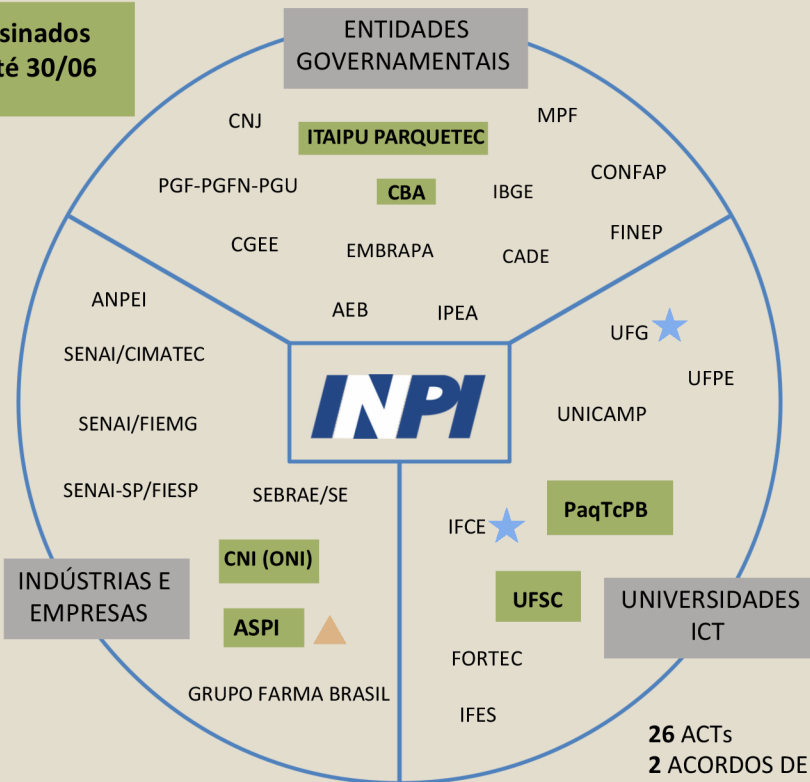 sinados
té 30/06
ENTIDADES
GOVERNAMENTAIS
CNJ
MPF
ITAIPU PARQUETEC
CONFAP
PGF-PGFN-PGU
CBA
IBGE
FINEP
CGEE
EMBRAPA
CADE
AEB
IPEA
ANPEI
SENAI/CIMATEC
SENAI/FIEMG
SENAI-SP/FIESP
SEBRAE/SE
CNI (ONI)
INDÚSTRIAS E
EMPRESAS
ASPI
GRUPO FARMA BRASIL
INPI
UFG
UFPE
UNICAMP
PaqTcPB
IFCE
UFSC
UNIVERSIDADES
ICT
FORTEC
IFES
26 ACTs
2 ACORDOS DE